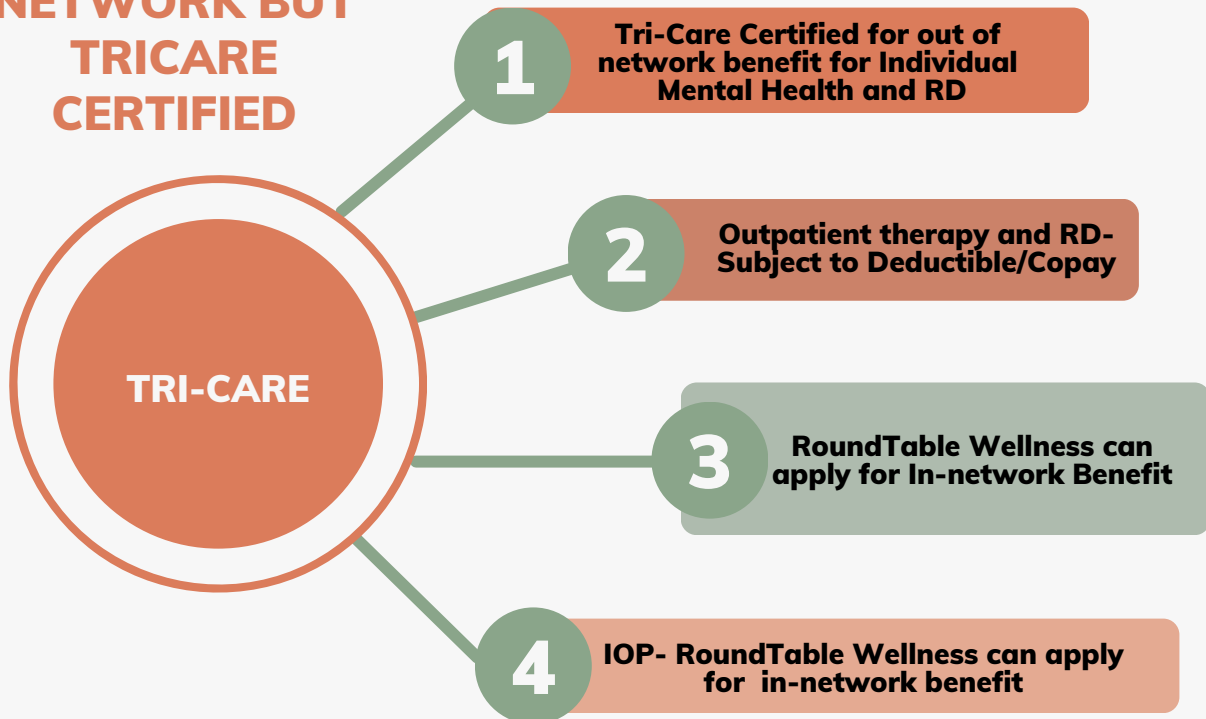 NETWORK BUT
TRICARE
CERTIFIED
1
Tri-Care Certified for out of
network benefit for Individual
Mental Health and RD
2
Outpatient therapy and RD-
Subject to Deductible/Copay
TRI-CARE
3
RoundTable Wellness can
apply for In-network Benefit
4
IOP- RoundTable Wellness can apply
for in-network benefit